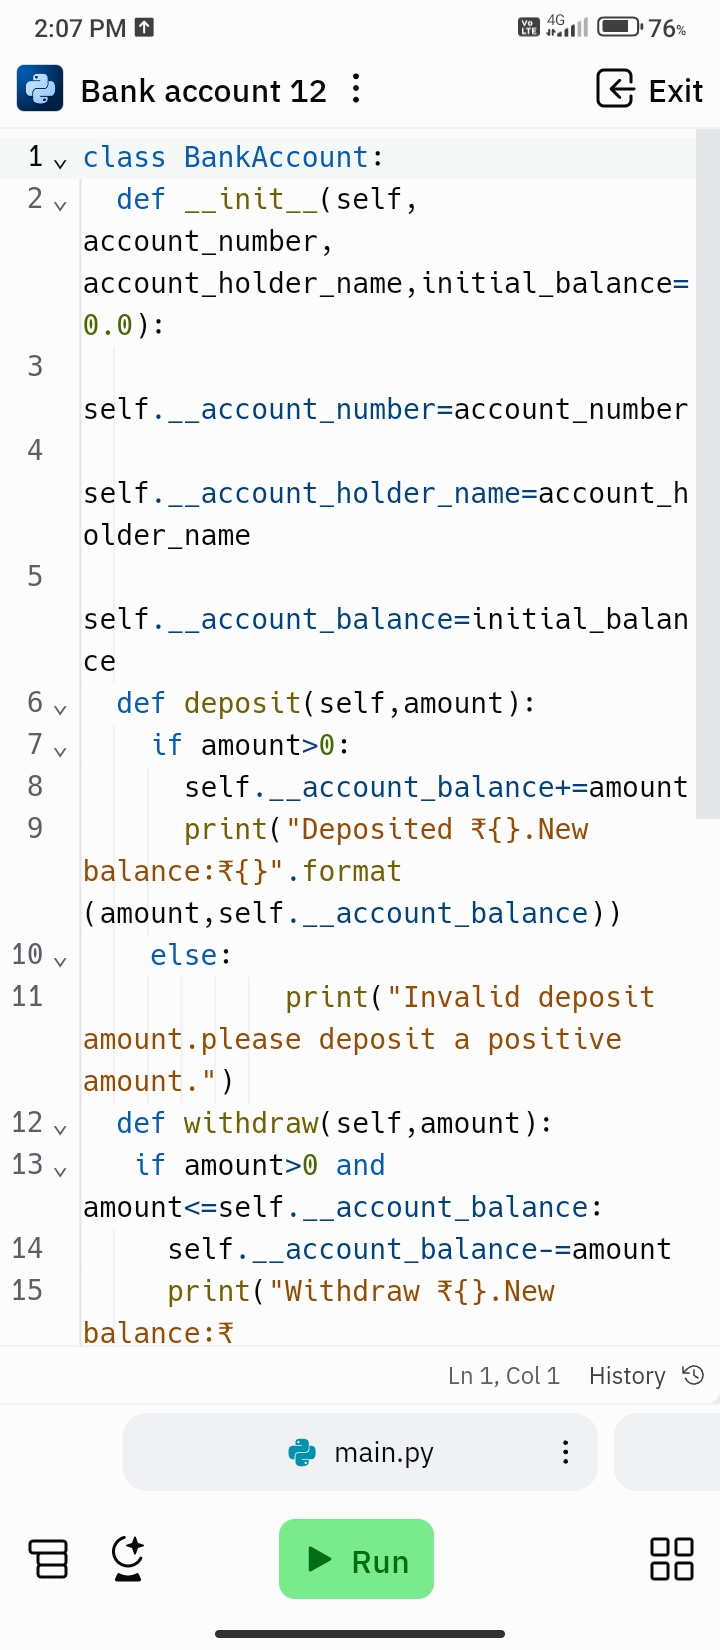 2:07 PM
Vo LTE 4G 76%
Bank account 12
Exit
1 class BankAccount:
2 def __init__(self,
account_number,
account_holder_name,initial_balance=
0.0):
3
self.__account_number=account_number
4
self.__account_holder_name=account_h
older_name
5
self.__account_balance=initial_balan
ce
6 def deposit(self,amount):
7 if amount>0:
8 self.__account_balance+=amount
9 print("Deposited ₹{}.New
balance:₹{}".format
(amount,self.__account_balance))
10 else:
11 print("Invalid deposit
amount.please deposit a positive
amount.")
12 def withdraw(self,amount):
13 if amount>0 and
amount<=self.__account_balance:
14 self.__account_balance-=amount
15 print("Withdraw ₹{}.New
balance:₹
Ln 1, Col 1 History
main.py
Run